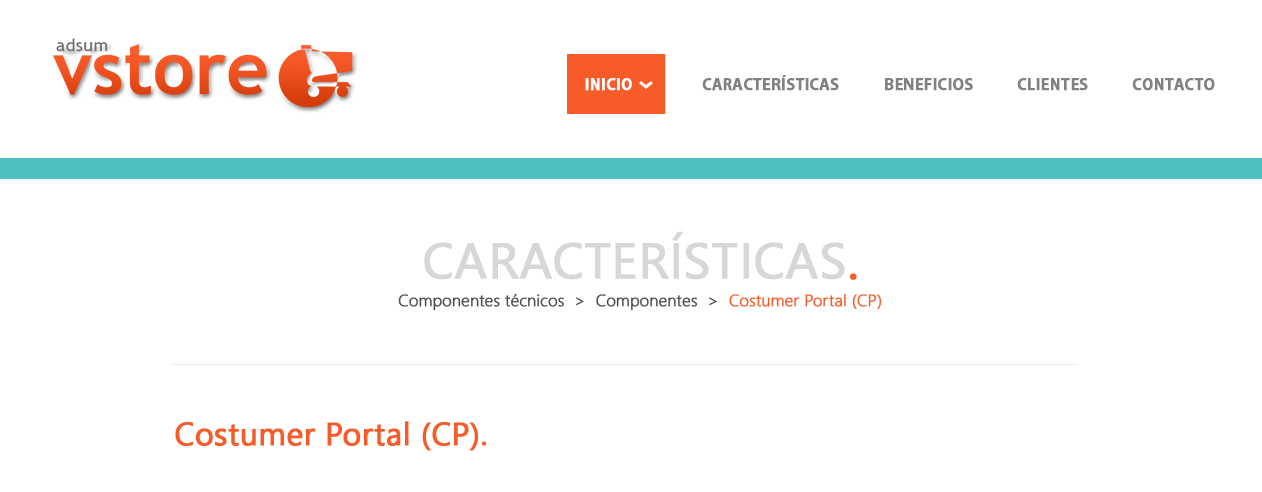 adsum
vstore
INICIO CARACTERÍSTICAS BENEFICIOS CLIENTES CONTACTO
CARACTERÍSTICAS.
Componentes técnicos > Componentes > Costumer Portal (CP)
Costumer Portal (CP).